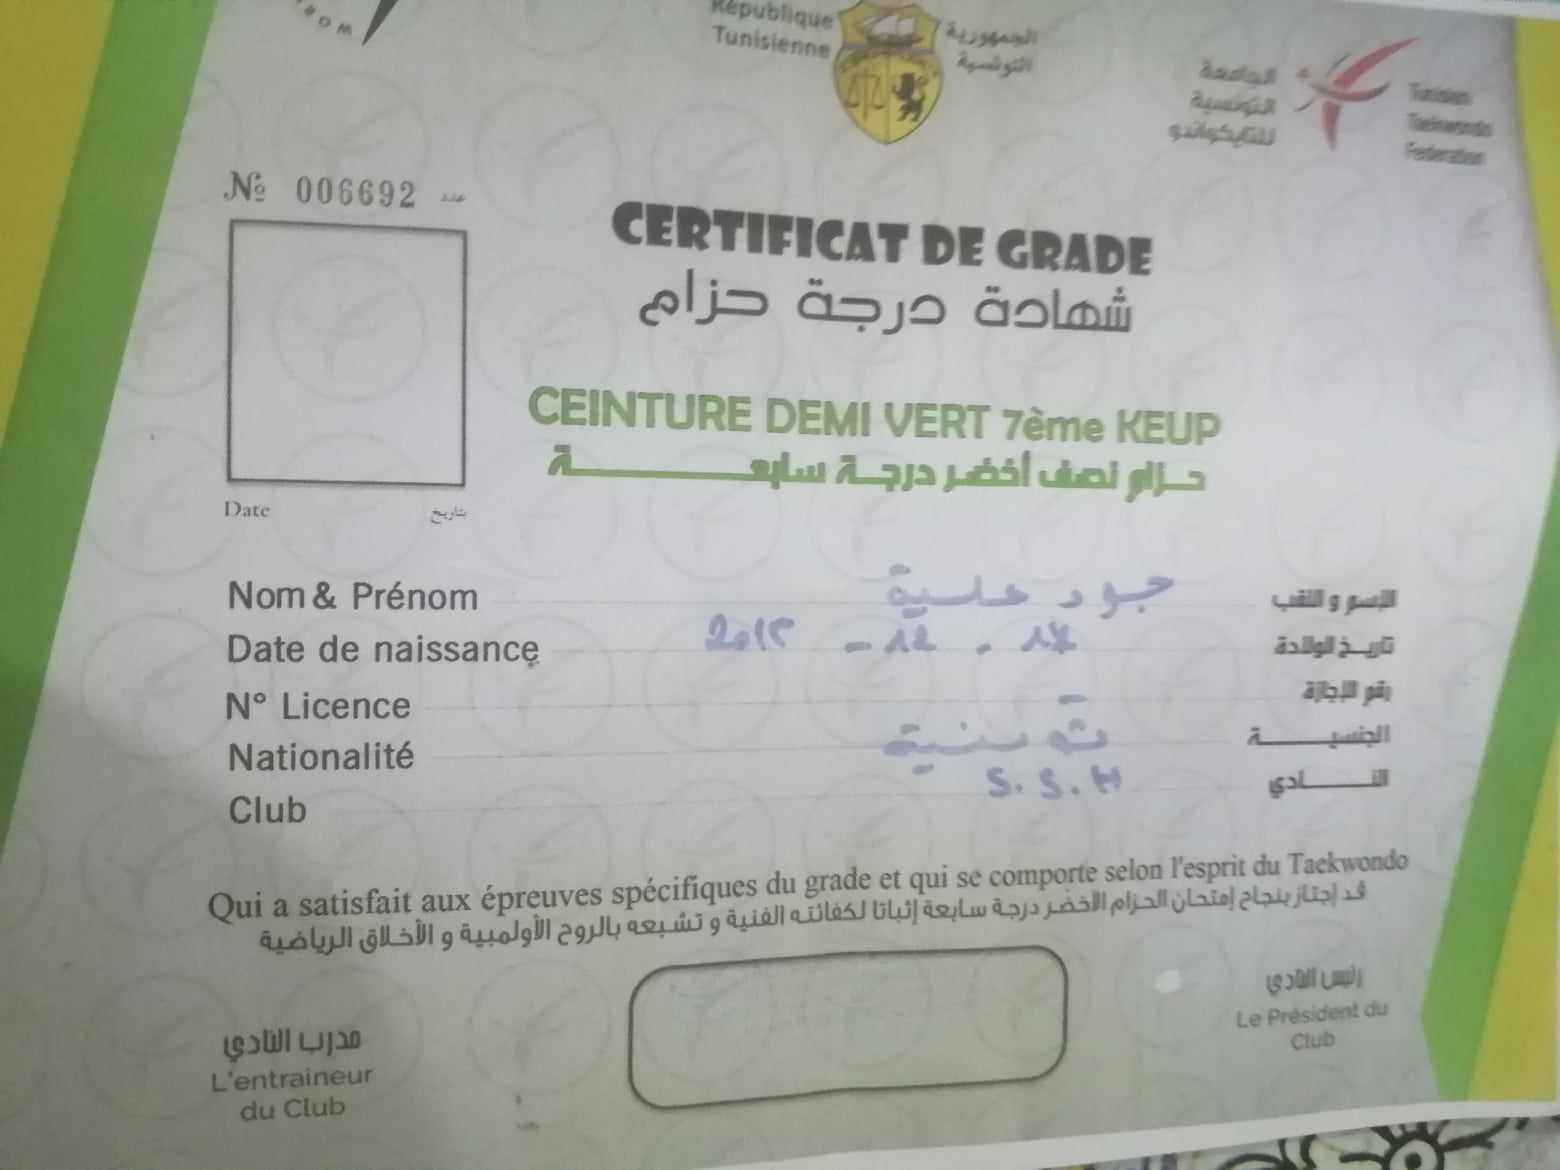 République
Tunisienne
الجمهورية
التونسية
الجامعة
التونسية
للتايكواندو
Tunisian
Taekwondo
Federation
№ 006692 عدد
CERTIFICAT DE GRADE
شهادة درجة حزام
CEINTURE DEMI VERT 7ème KEUP
حزام نصف أخضر درجة سابعة
Date بتاريخ
Nom & Prénom جود الإسم و اللقب
Date de naissance تاريخ الولادة
N° Licence - رقم الإجازة
Nationalité تونسية الجنسية
Club S.S.H النادي
Qui a satisfait aux épreuves spécifiques du grade et qui se comporte selon l'esprit du Taekwondo
قد إجتاز بنجاح إمتحان الحزام الأخضر درجة سابعة إثباتا لكفائته الفنية و تشبعه بالروح الأولمبية و الأخلاق الرياضية
رئيس النادي
Le Président du
Club
مدرب النادي
L'entraineur
du Club